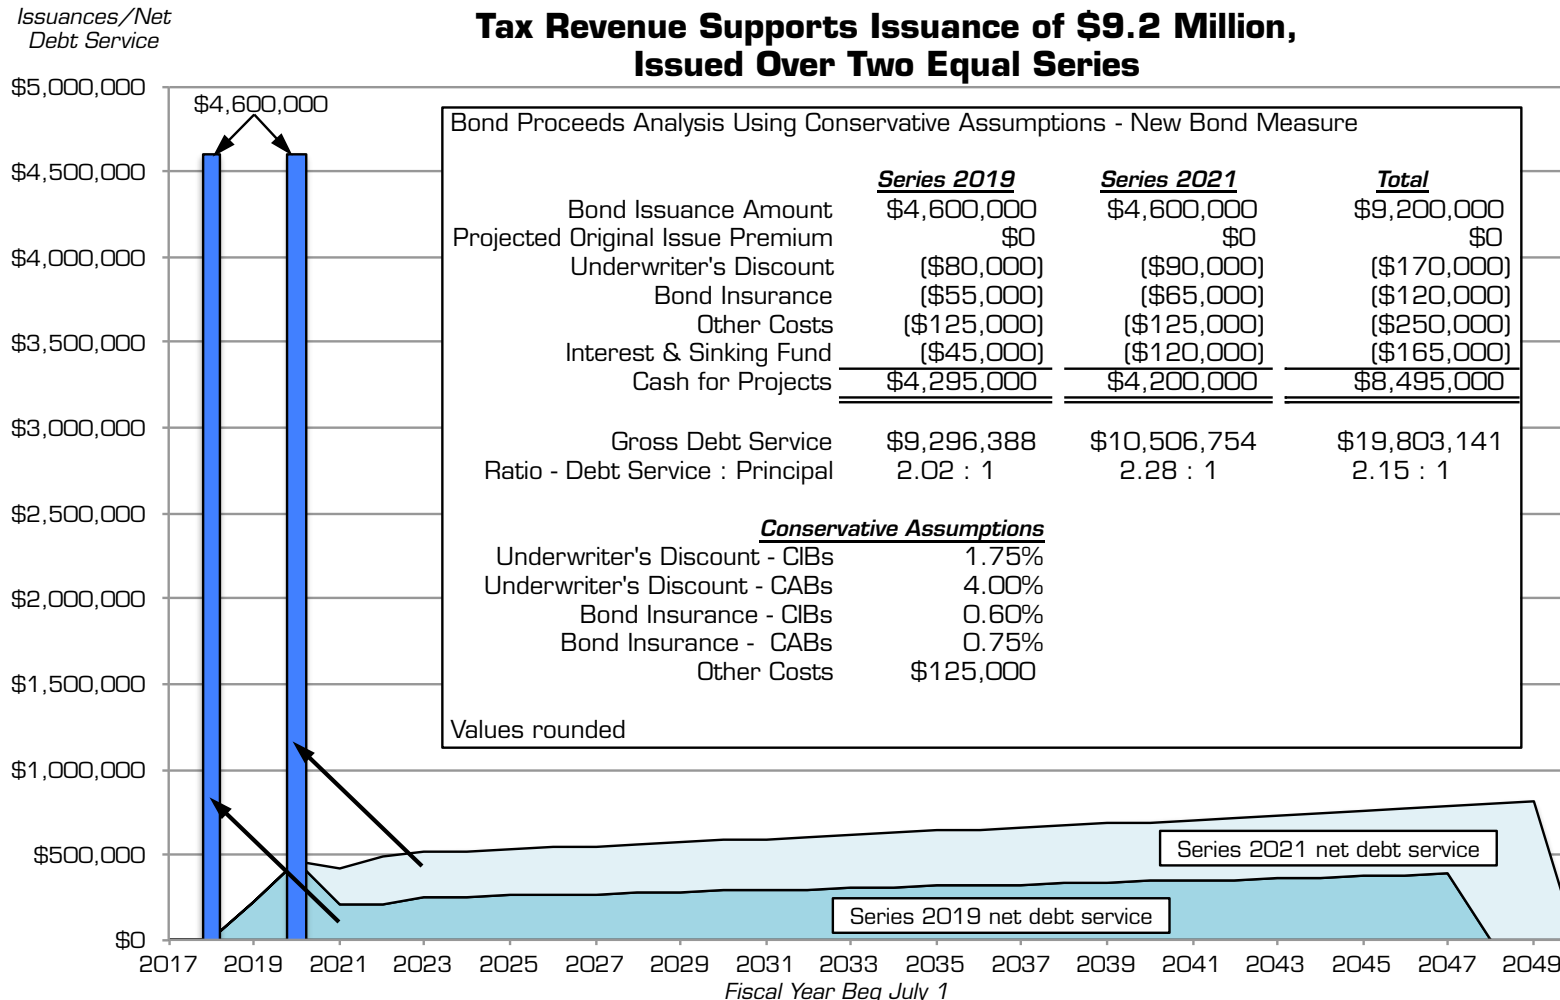 Issuances/Net
Debt Service
Tax Revenue Supports Issuance of $9.2 Million,
Issued Over Two Equal Series
$5,000,000
$4,500,000
$4,000,000
$3,500,000
$3,000,000
$2,500,000
$2,000,000
$1,500,000
$1,000,000
$500,000
$0
$4,600,000
Bond Proceeds Analysis Using Conservative Assumptions - New Bond Measure
Series 2019 Series 2021 Total
Bond Issuance Amount $4,600,000 $4,600,000 $9,200,000
Projected Original Issue Premium $0 $0 $0
Underwriter's Discount ($80,000) ($90,000) ($170,000)
Bond Insurance ($55,000) ($65,000) ($120,000)
Other Costs ($125,000) ($125,000) ($250,000)
Interest & Sinking Fund ($45,000) ($120,000) ($165,000)
Cash for Projects $4,295,000 $4,200,000 $8,495,000
Gross Debt Service $9,296,388 $10,506,754 $19,803,141
Ratio - Debt Service : Principal 2.02 : 1 2.28 : 1 2.15 : 1
Conservative Assumptions
Underwriter's Discount - CIBs 1.75%
Underwriter's Discount - CABs 4.00%
Bond Insurance - CIBs 0.60%
Bond Insurance - CABs 0.75%
Other Costs $125,000
Values rounded
Series 2021 net debt service
Series 2019 net debt service
2017 2019 2021 2023 2025 2027 2029 2031 2033 2035 2037 2039 2041 2043 2045 2047 2049
Fiscal Year Beg July 1